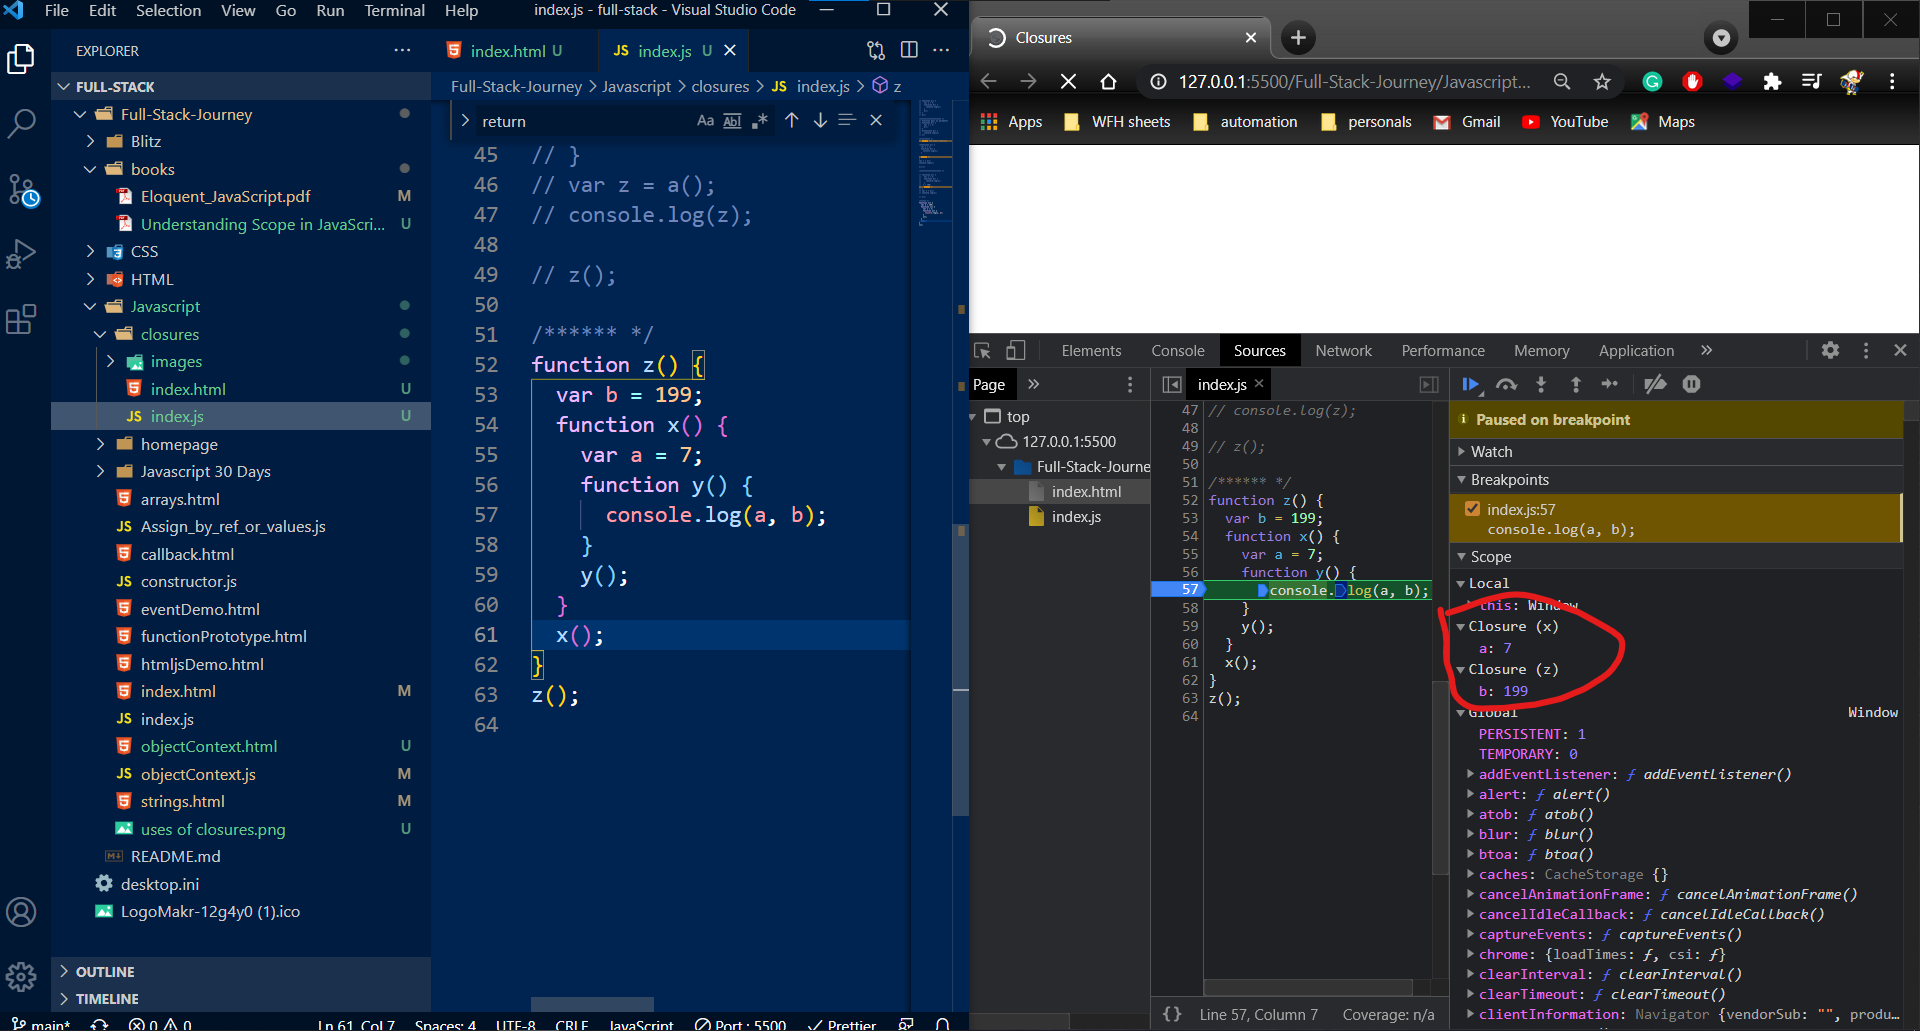 File Edit Selection View Go Run Terminal Help
index.js - full-stack - Visual Studio Code
EXPLORER
FULL-STACK
Full-Stack-Journey
Blitz
books
Eloquent_JavaScript.pdf M
Understanding Scope in JavaScri... U
CSS
HTML
Javascript
closures
images
index.html U
JS index.js U
homepage
Javascript 30 Days
arrays.html
JS Assign_by_ref_or_values.js
callback.html
JS constructor.js
eventDemo.html
functionPrototype.html
htmljsDemo.html
index.html M
JS index.js
objectContext.html U
JS objectContext.js M
strings.html M
uses of closures.png U
README.md
desktop.ini
LogoMakr-12g4y0 (1).ico
OUTLINE
TIMELINE
index.html U
JS index.js U
Full-Stack-Journey > Javascript > closures > JS index.js > z
return
Aa Abl .*
45 // }
46 // var z = a();
47 // console.log(z);
48
49 // z();
50
51 /****** */
52 function z() {
53 var b = 199;
54 function x() {
55 var a = 7;
56 function y() {
57 console.log(a, b);
58 }
59 y();
60 }
61 x();
62 }
63 z();
64
main* 0 0 Ln 61, Col 7 Spaces: 4 UTF-8 CRLF JavaScript Port : 5500 Prettier
Closures
127.0.0.1:5500/Full-Stack-Journey/Javascript...
Apps WFH sheets automation personals Gmail YouTube Maps
Elements Console Sources Network Performance Memory Application
Page
top
127.0.0.1:5500
Full-Stack-Journe
index.html
index.js
index.js
47 // console.log(z);
48
49 // z();
50
51 /****** */
52 function z() {
53 var b = 199;
54 function x() {
55 var a = 7;
56 function y() {
57 console.log(a, b);
58 }
59 y();
60 }
61 x();
62 }
63 z();
64
{ } Line 57, Column 7 Coverage: n/a
Paused on breakpoint
Watch
Breakpoints
index.js:57
console.log(a, b);
Scope
Local
this: Window
Closure (x)
a: 7
Closure (z)
b: 199
Global Window
PERSISTENT: 1
TEMPORARY: 0
addEventListener: ƒ addEventListener()
alert: ƒ alert()
atob: ƒ atob()
blur: ƒ blur()
btoa: ƒ btoa()
caches: CacheStorage {}
cancelAnimationFrame: ƒ cancelAnimationFrame()
cancelIdleCallback: ƒ cancelIdleCallback()
captureEvents: ƒ captureEvents()
chrome: {loadTimes: ƒ, csi: ƒ}
clearInterval: ƒ clearInterval()
clearTimeout: ƒ clearTimeout()
clientInformation: Navigator {vendorSub: "", produ...